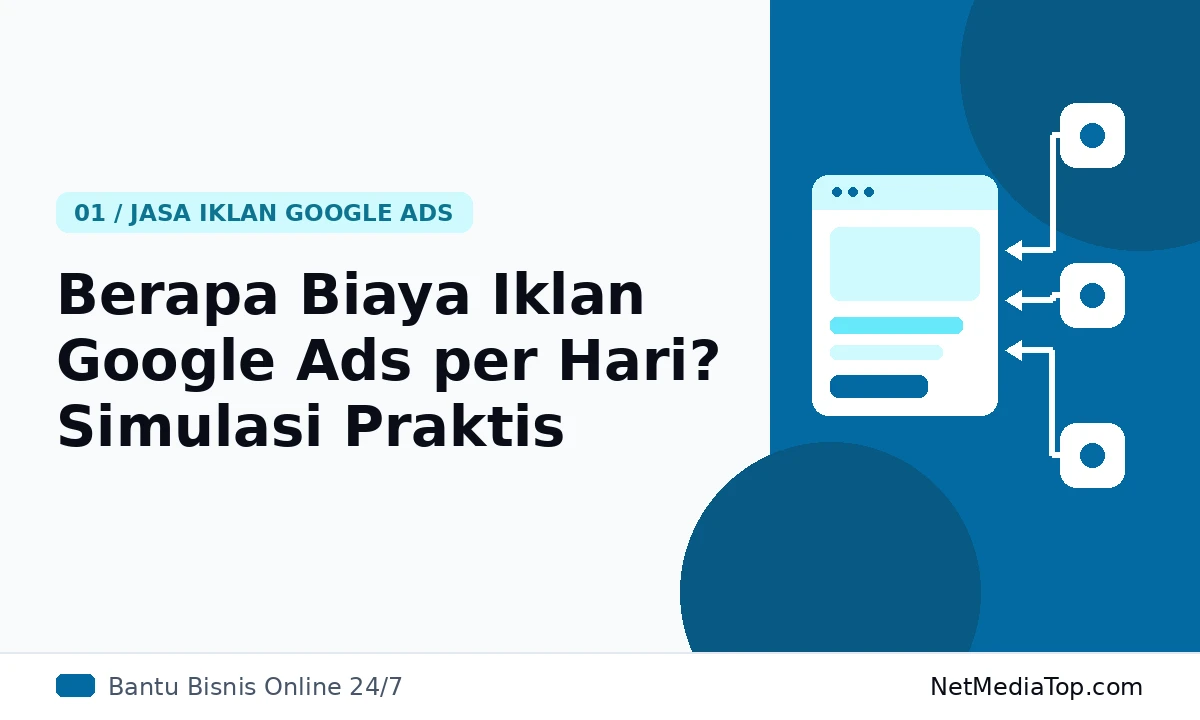 01 / JASA IKLAN GOOGLE ADS
Berapa Biaya Iklan
Google Ads per Hari?
Simulasi Praktis
Bantu Bisnis Online 24/7
NetMediaTop.com